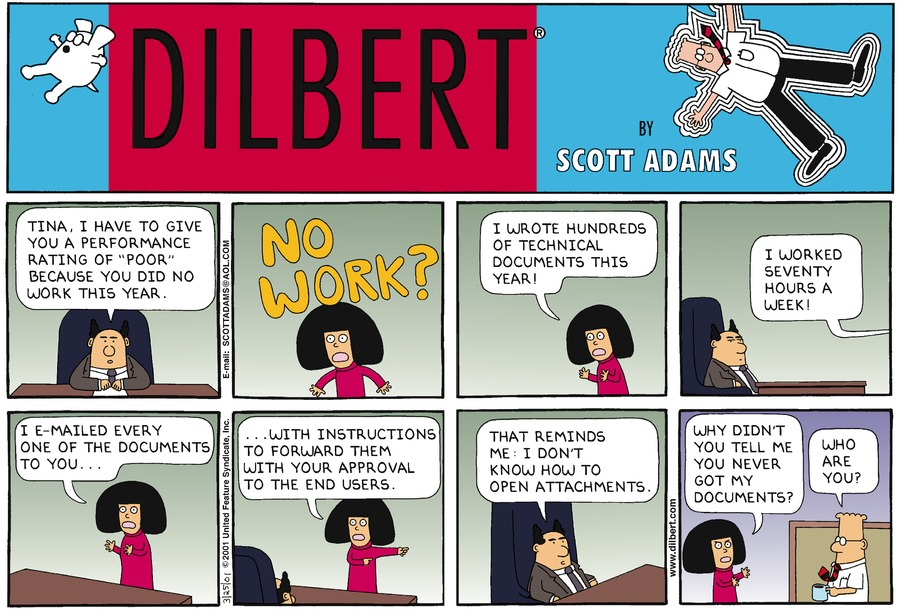 DILBERT®
BY
SCOTT ADAMS
TINA, I HAVE TO GIVE
YOU A PERFORMANCE
RATING OF "POOR"
BECAUSE YOU DID NO
WORK THIS YEAR.
E-mail: SCOTTADAMS@AOL.COM
NO
WORK?
I WROTE HUNDREDS
OF TECHNICAL
DOCUMENTS THIS
YEAR!
I WORKED
SEVENTY
HOURS A
WEEK!
I E-MAILED EVERY
ONE OF THE DOCUMENTS
TO YOU...
3/25/01 ©2001 United Feature Syndicate, Inc.
...WITH INSTRUCTIONS
TO FORWARD THEM
WITH YOUR APPROVAL
TO THE END USERS.
THAT REMINDS
ME: I DON'T
KNOW HOW TO
OPEN ATTACHMENTS.
www.dilbert.com
WHY DIDN'T
YOU TELL ME
YOU NEVER
GOT MY
DOCUMENTS?
WHO
ARE
YOU?